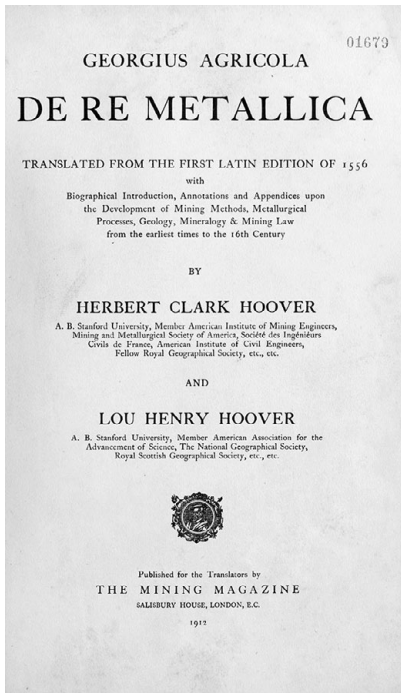 01679
GEORGIUS AGRICOLA
DE RE METALLICA
TRANSLATED FROM THE FIRST LATIN EDITION OF 1556
with
Biographical Introduction, Annotations and Appendices upon
the Development of Mining Methods, Metallurgical
Processes, Geology, Mineralogy & Mining Law
from the earliest times to the 16th Century
BY
HERBERT CLARK HOOVER
A. B. Stanford University, Member American Institute of Mining Engineers,
Mining and Metallurgical Society of America, Société des Ingéniéurs
Civils de France, American Institute of Civil Engineers,
Fellow Royal Geographical Society, etc., etc.
AND
LOU HENRY HOOVER
A. B. Stanford University, Member American Association for the
Advancement of Science, The National Geographical Society,
Royal Scottish Geographical Society, etc., etc.
Published for the Translators by
THE MINING MAGAZINE
SALISBURY HOUSE, LONDON, E.C.
1912